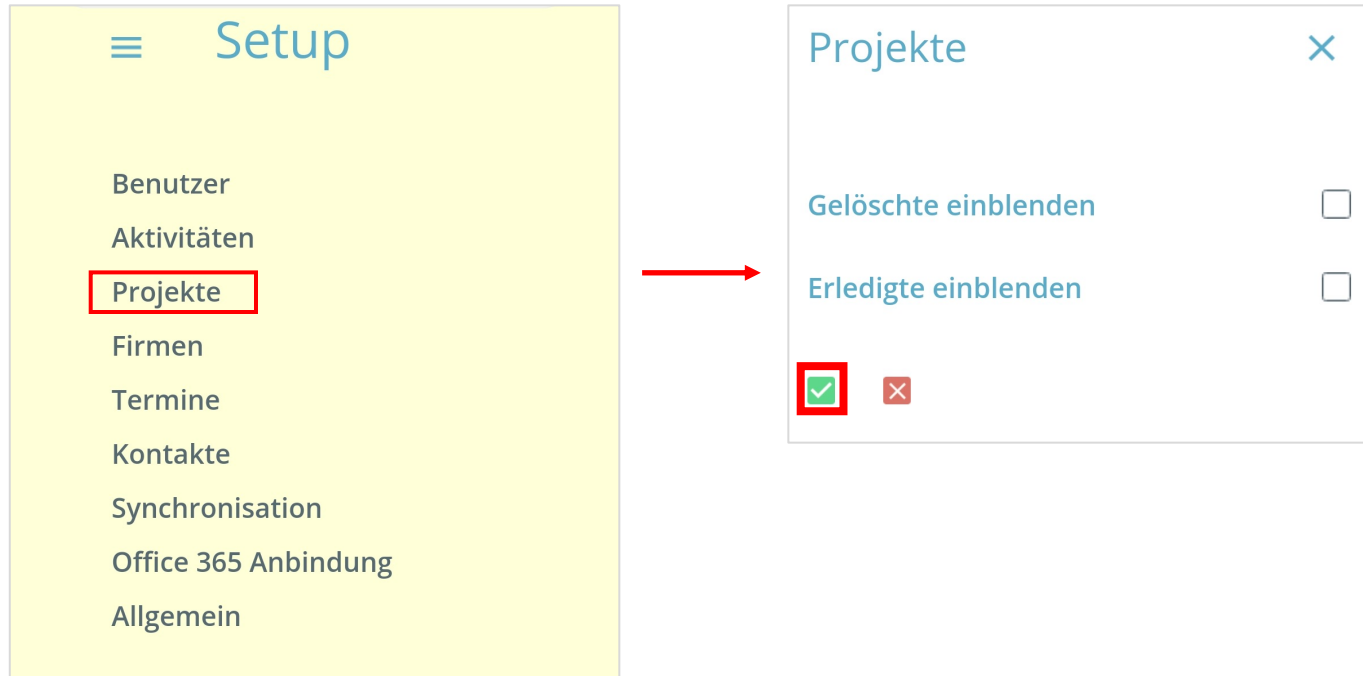 Setup
Benutzer
Aktivitäten
Projekte
Firmen
Termine
Kontakte
Synchronisation
Office 365 Anbindung
Allgemein
Projekte
Gelöschte einblenden
Erledigte einblenden